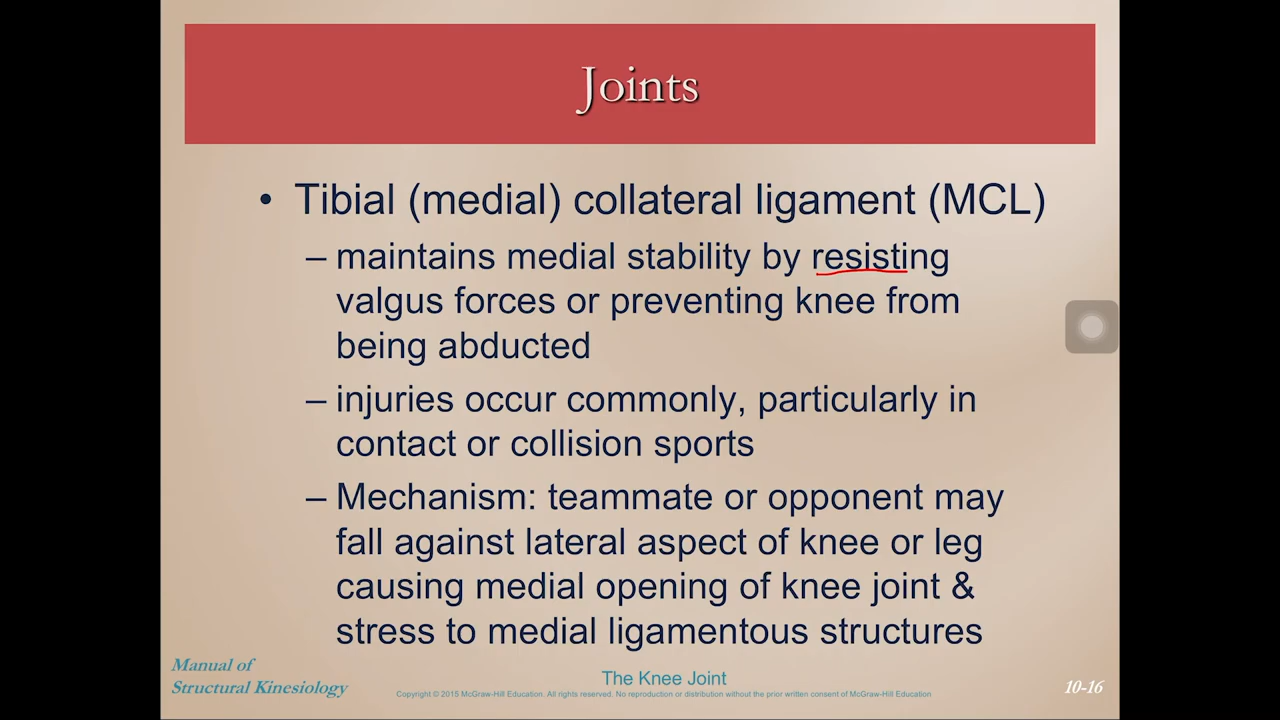 Joints
• Tibial (medial) collateral ligament (MCL)
– maintains medial stability by resisting
valgus forces or preventing knee from
being abducted
– injuries occur commonly, particularly in
contact or collision sports
– Mechanism: teammate or opponent may
fall against lateral aspect of knee or leg
causing medial opening of knee joint &
stress to medial ligamentous structures
Manual of
Structural Kinesiology
The Knee Joint
Copyright © 2015 McGraw-Hill Education. All rights reserved. No reproduction or distribution without the prior written consent of McGraw-Hill Education
10-16